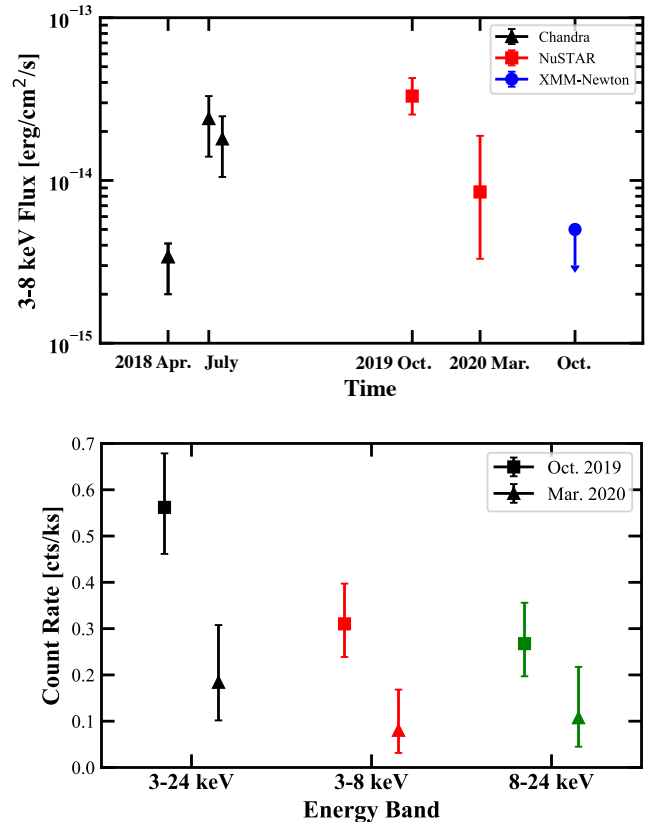 10⁻¹³
Chandra
NuSTAR
XMM-Newton
3-8 keV Flux [erg/cm²/s]
10⁻¹⁴
10⁻¹⁵
2018 Apr. July 2019 Oct. 2020 Mar. Oct.
Time
0.7
Oct. 2019
Mar. 2020
0.6
0.5
Count Rate [cts/ks]
0.4
0.3
0.2
0.1
0.0
3-24 keV 3-8 keV 8-24 keV
Energy Band